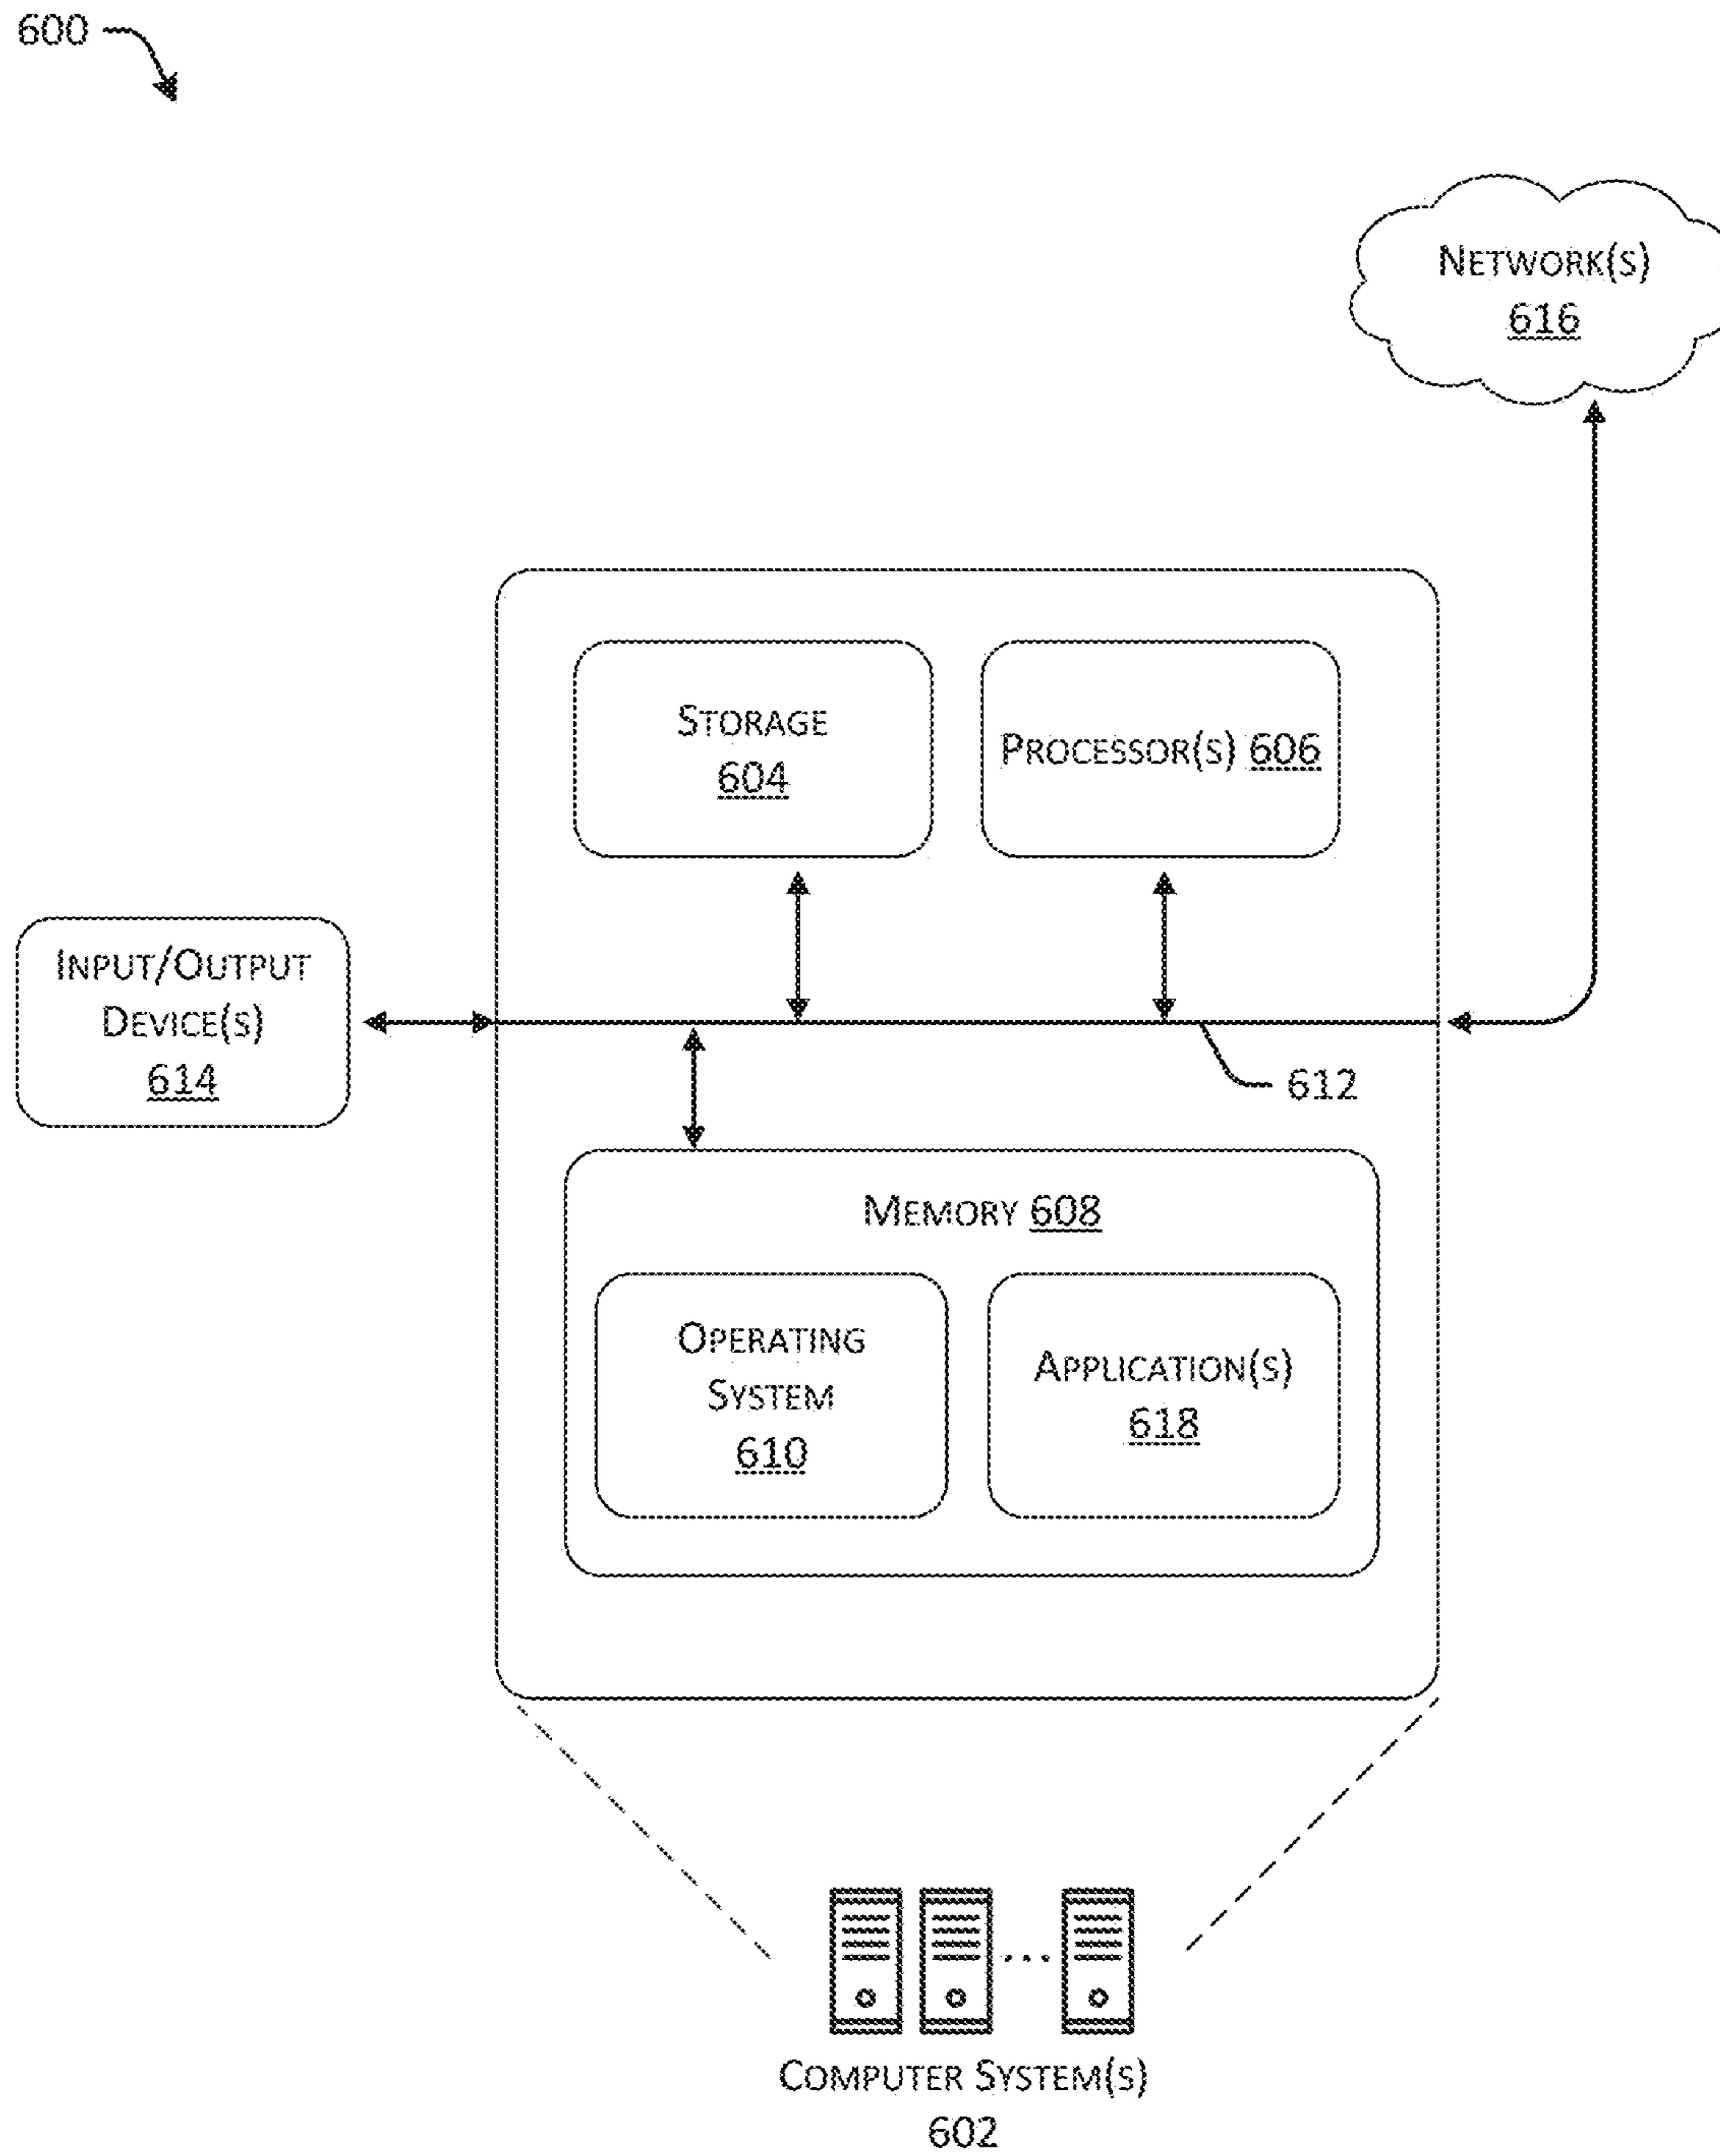 600
NETWORK(S)
616
STORAGE
604
PROCESSOR(S) 606
INPUT/OUTPUT
DEVICE(S)
614
612
MEMORY 608
OPERATING
SYSTEM
610
APPLICATION(S)
618
...
COMPUTER SYSTEM(S)
602